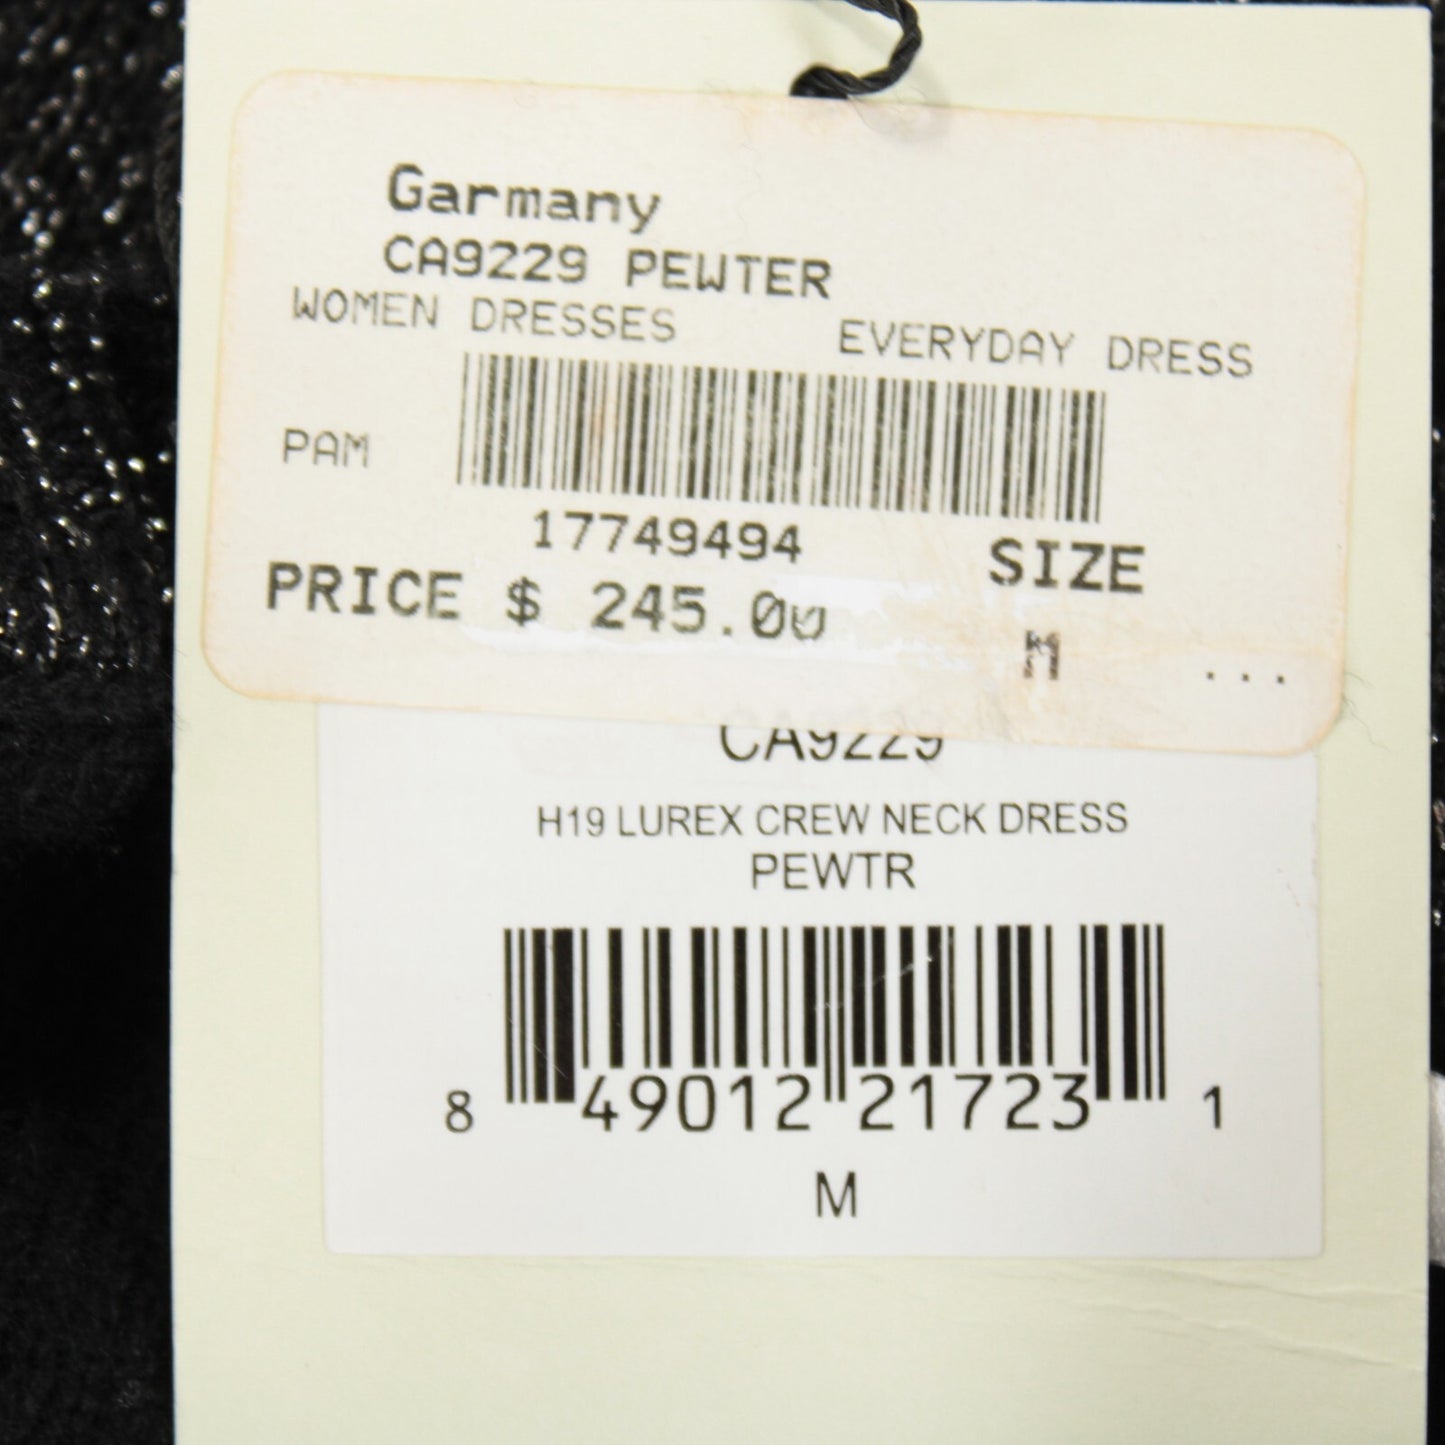 Garmany
CA9229 PEWTER
WOMEN DRESSES EVERYDAY DRESS
PAM
17749494
SIZE
PRICE $ 245.00
M
...
CA9229
H19 LUREX CREW NECK DRESS
PEWTR
8 49012 21723 1
M